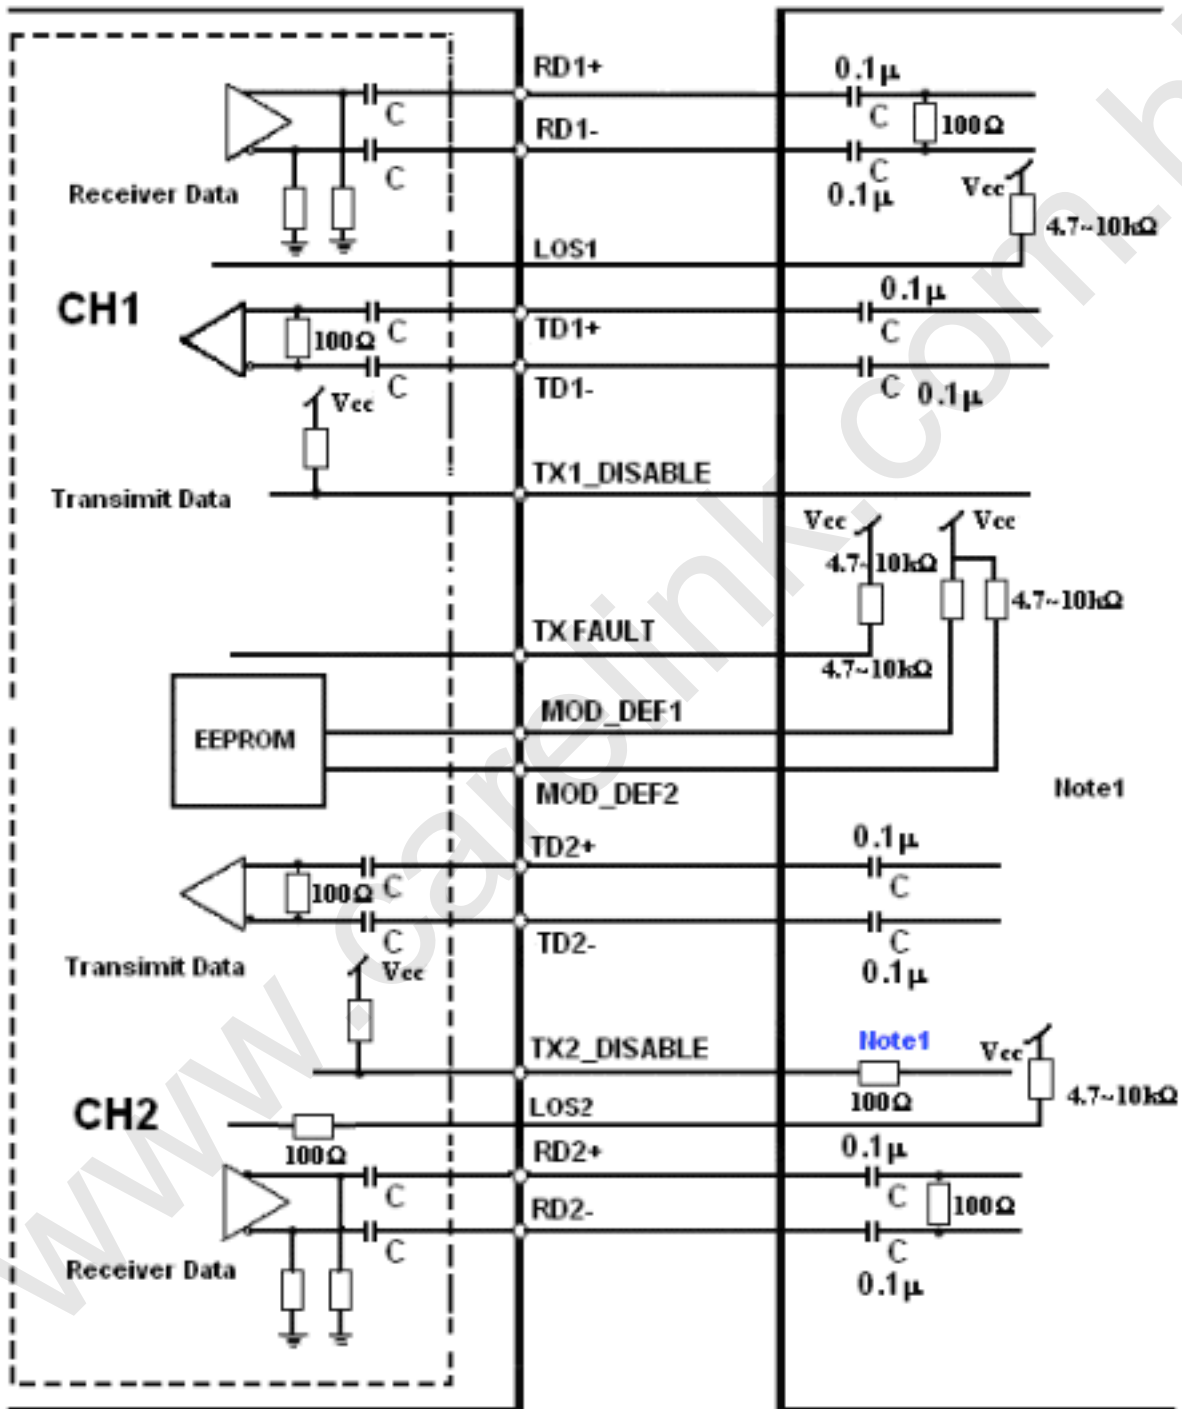 RD1+
0.1μ
C
C
100Ω
RD1-
C
C
Vcc
Receiver Data
0.1μ
4.7~10kΩ
LOS1
CH1
0.1μ
100Ω
C
TD1+
C
C
TD1-
C
0.1μ
Vcc
TX1_DISABLE
Transimit Data
Vcc
Vcc
4.7~10kΩ
4.7~10kΩ
TX FAULT
4.7~10kΩ
MOD_DEF1
EEPROM
MOD_DEF2
Note1
TD2+
0.1μ
100Ω
C
C
C
TD2-
C
Transimit Data
Vcc
0.1μ
Note1
TX2_DISABLE
Vcc
100Ω
4.7~10kΩ
CH2
LOS2
100Ω
RD2+
0.1μ
C
C
100Ω
RD2-
C
C
Receiver Data
0.1μ
www.carelink.com.h